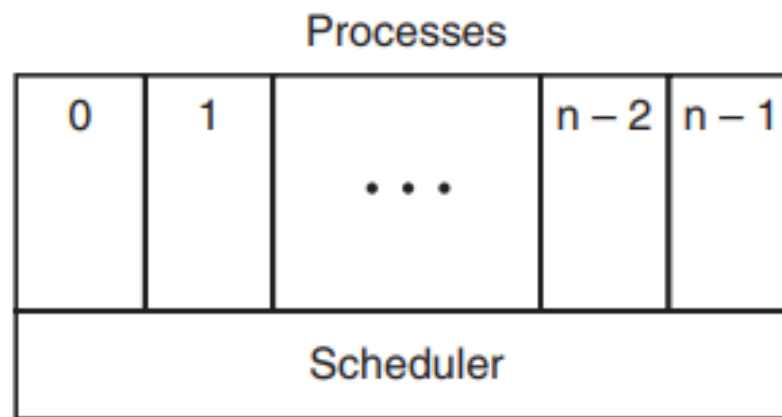 Processes
0 1 • • • n – 2 n – 1
Scheduler